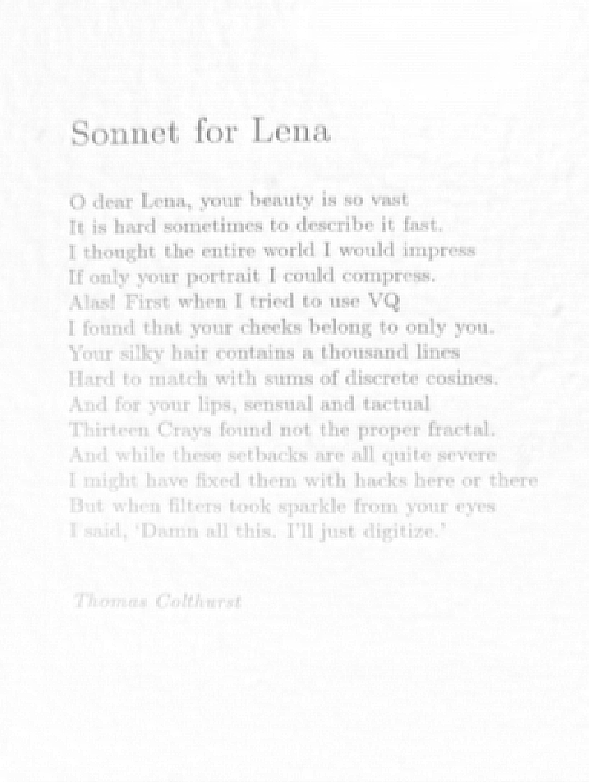 Sonnet for Lena
O dear Lena, your beauty is so vast
It is hard sometimes to describe it fast.
I thought the entire world I would impress
If only your portrait I could compress.
Alas! First when I tried to use VQ
I found that your cheeks belong to only you.
Your silky hair contains a thousand lines
Hard to match with sums of discrete cosines.
And for your lips, sensual and tactual
Thirteen Crays found not the proper fractal.
And while these setbacks are all quite severe
I might have fixed them with hacks here or there
But when filters took sparkle from your eyes
I said, ‘Damn all this. I'll just digitize.’
Thomas Colthurst